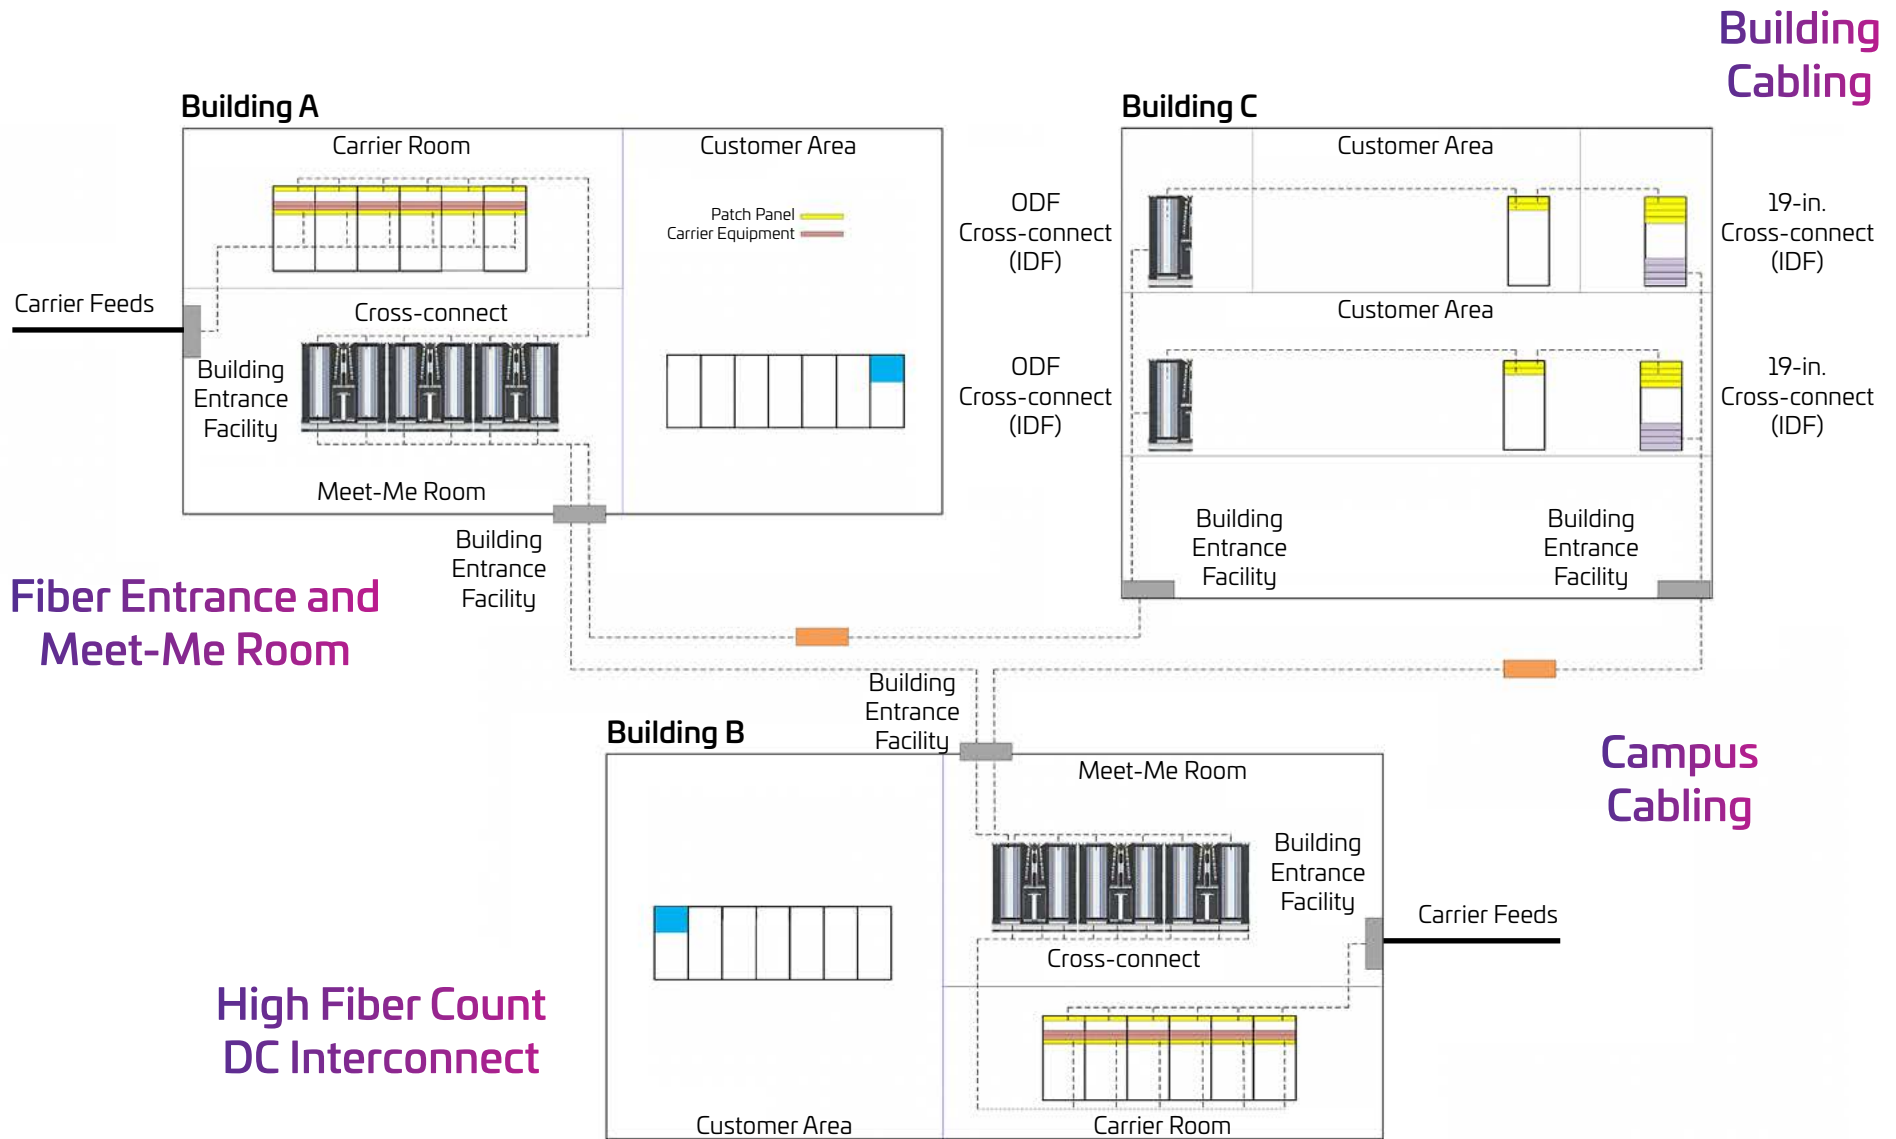 Building
Cabling
Building A
Carrier Room
Customer Area
Patch Panel
Carrier Equipment
Carrier Feeds
Cross-connect
Building
Entrance
Facility
Meet-Me Room
Building
Entrance
Facility
Fiber Entrance and
Meet-Me Room
Building C
Customer Area
ODF
Cross-connect
(IDF)
19-in.
Cross-connect
(IDF)
Customer Area
ODF
Cross-connect
(IDF)
19-in.
Cross-connect
(IDF)
Building
Entrance
Facility
Building
Entrance
Facility
Building
Entrance
Facility
Building B
Meet-Me Room
Campus
Cabling
Building
Entrance
Facility
Carrier Feeds
Cross-connect
High Fiber Count
DC Interconnect
Customer Area
Carrier Room